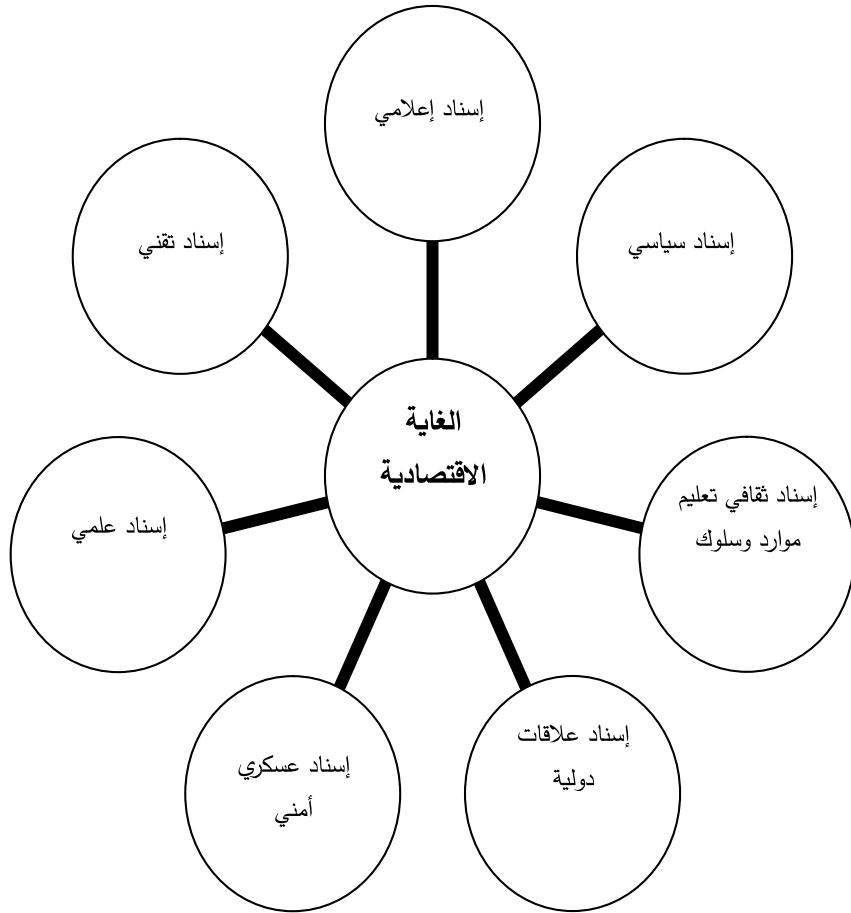 إسناد إعلامي
إسناد سياسي
إسناد تقني
الغاية
الاقتصادية
إسناد ثقافي تعليم
موارد وسلوك
إسناد علمي
إسناد علاقات
دولية
إسناد عسكري
أمني